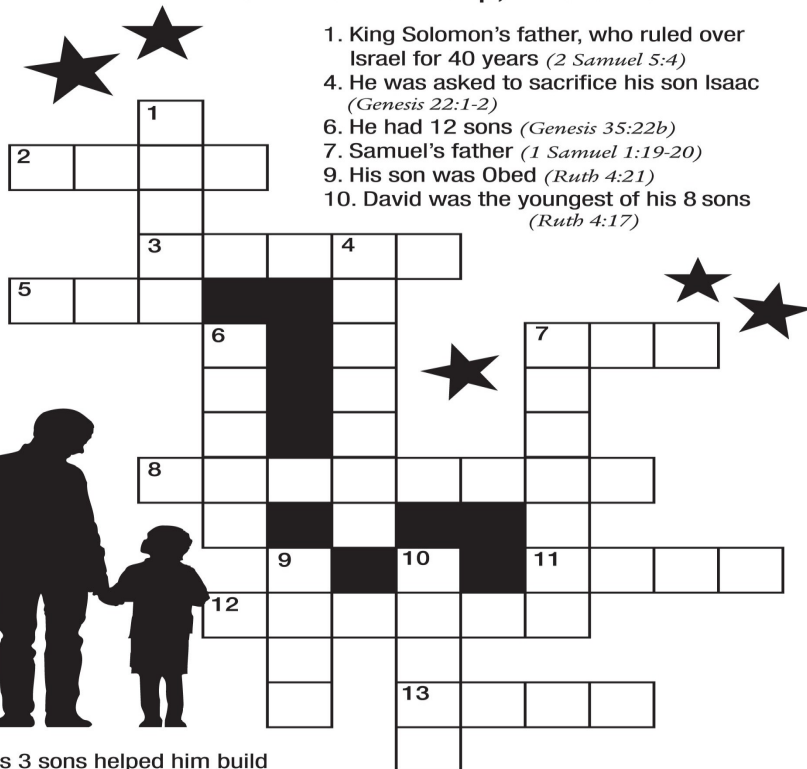 1. King Solomon's father, who ruled over
Israel for 40 years (2 Samuel 5:4)
4. He was asked to sacrifice his son Isaac
(Genesis 22:1-2)
6. He had 12 sons (Genesis 35:22b)
7. Samuel's father (1 Samuel 1:19-20)
9. His son was Obed (Ruth 4:21)
10. David was the youngest of his 8 sons
(Ruth 4:17)
1
2
3
4
5
6
7
8
9
10
11
12
13
3 sons helped him build